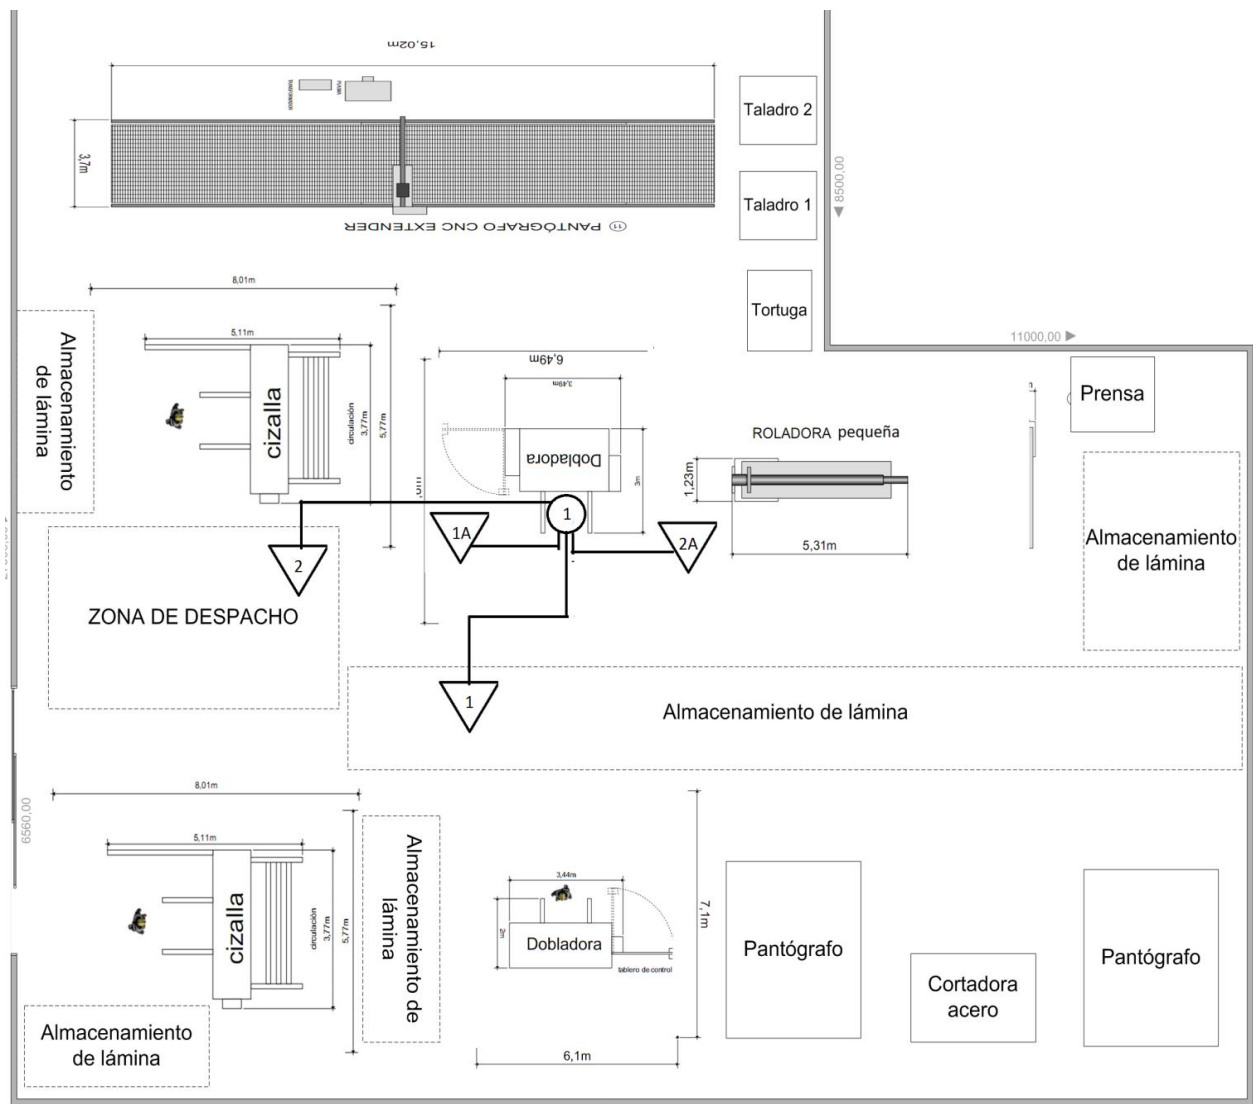 15,02m
3,7m
⑪ PANTÓGRAFO CNC EXTENDER
Taladro 2
Taladro 1
Tortuga
8500,00
11000,00
8,01m
5,11m
Almacenamiento
de lámina
cizalla
circulación
3,77m
5,77m
6,49m
3,49m
Dobladora
3m
ROLADORA pequeña
1,23m
5,31m
Prensa
Almacenamiento
de lámina
1
1A
2A
2
1
ZONA DE DESPACHO
Almacenamiento de lámina
6560,00
8,01m
5,11m
cizalla
circulación
3,77m
5,77m
Almacenamiento de
lámina
Almacenamiento
de lámina
3,44m
2m
Dobladora
tablero de control
6,1m
7,1m
Pantógrafo
Cortadora
acero
Pantógrafo